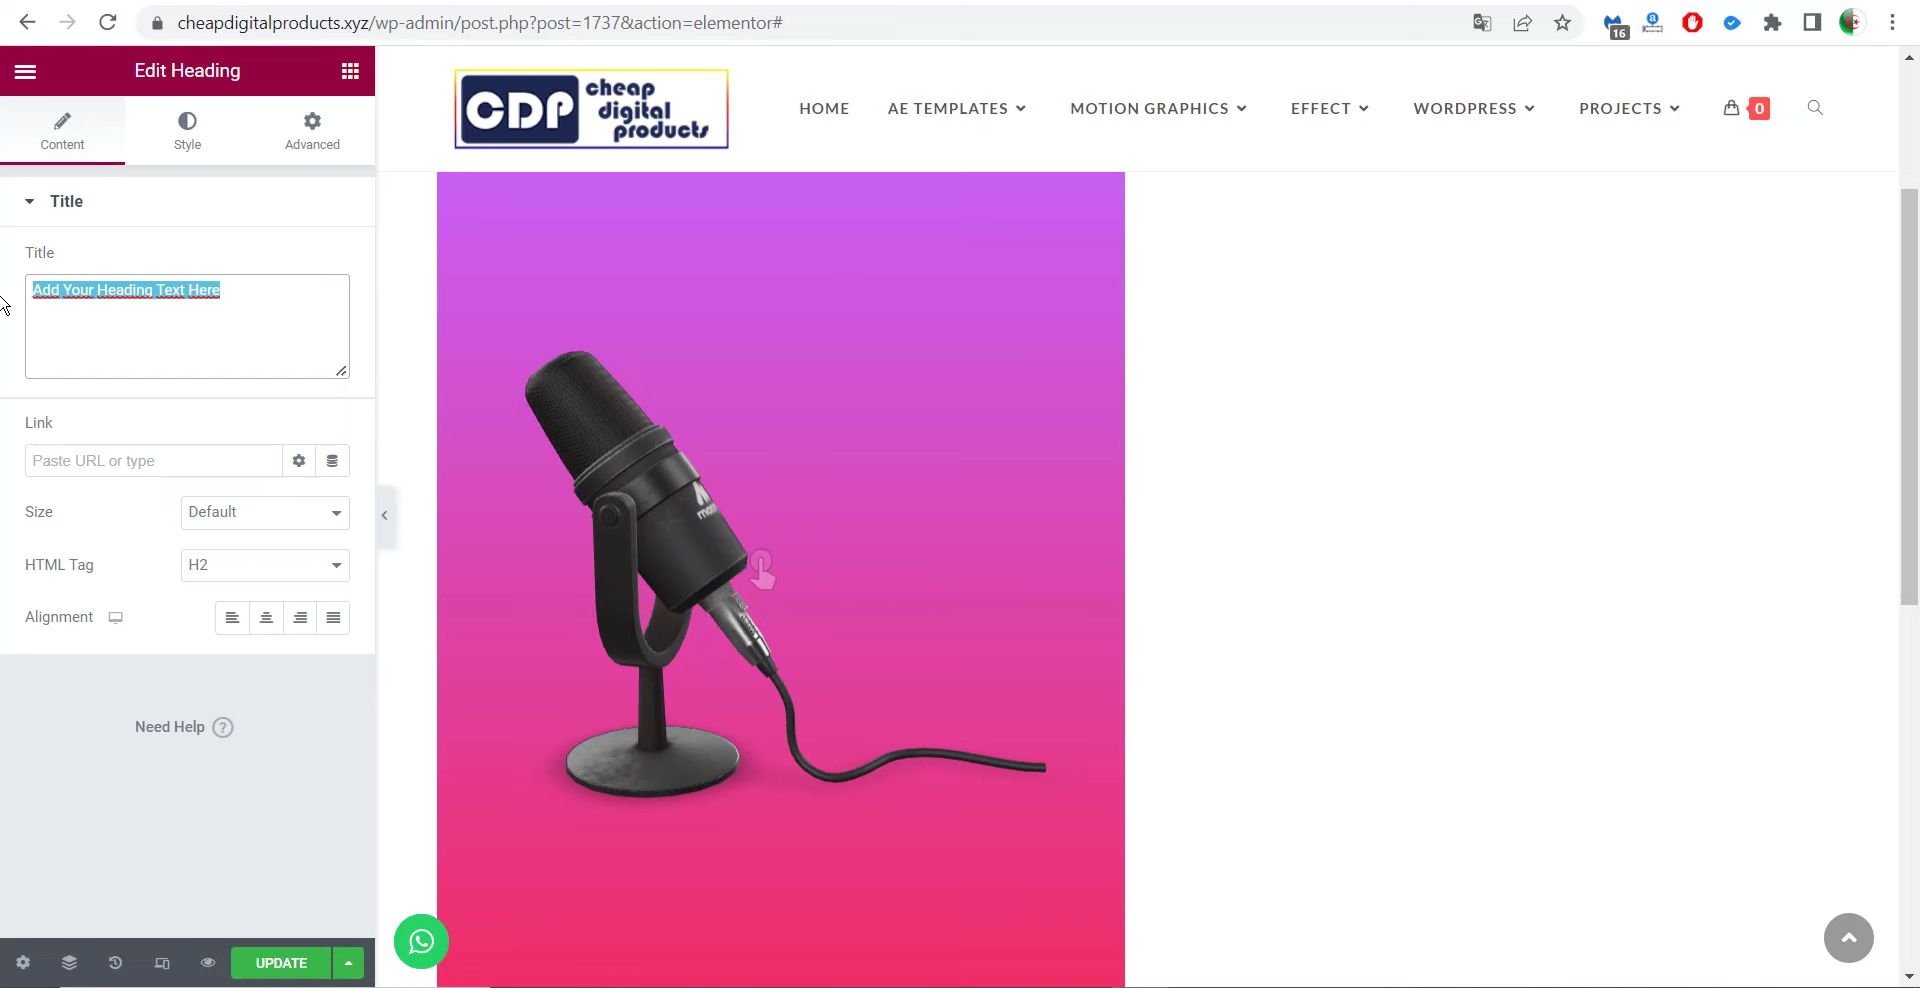 cheapdigitalproducts.xyz/wp-admin/post.php?post=1737&action=elementor#
16
Edit Heading
Content
Style
Advanced
CDP
cheap
digital
products
HOME
AE TEMPLATES
MOTION GRAPHICS
EFFECT
WORDPRESS
PROJECTS
0
Title
Title
Add Your Heading Text Here
Link
Paste URL or type
Size
Default
HTML Tag
H2
Alignment
Need Help ?
UPDATE